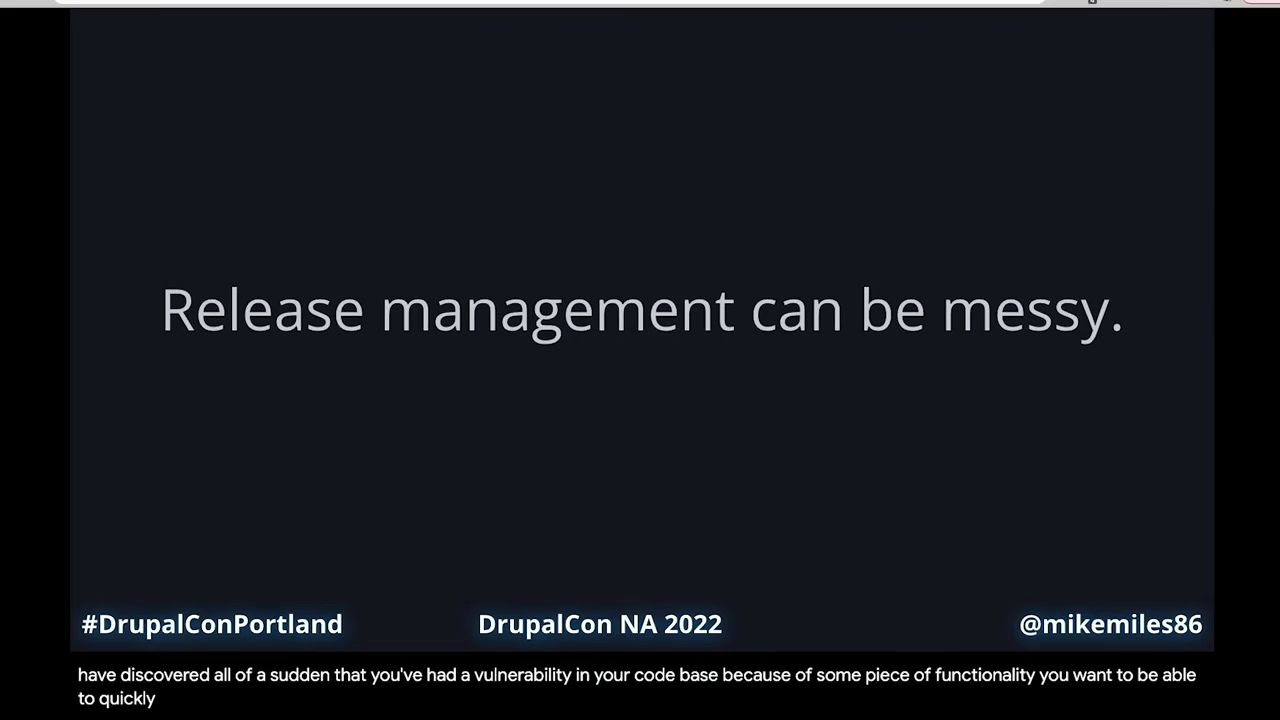 Release management can be messy.
#DrupalConPortland DrupalCon NA 2022 @mikemiles86
have discovered all of a sudden that you've had a vulnerability in your code base because of some piece of functionality you want to be able
to quickly